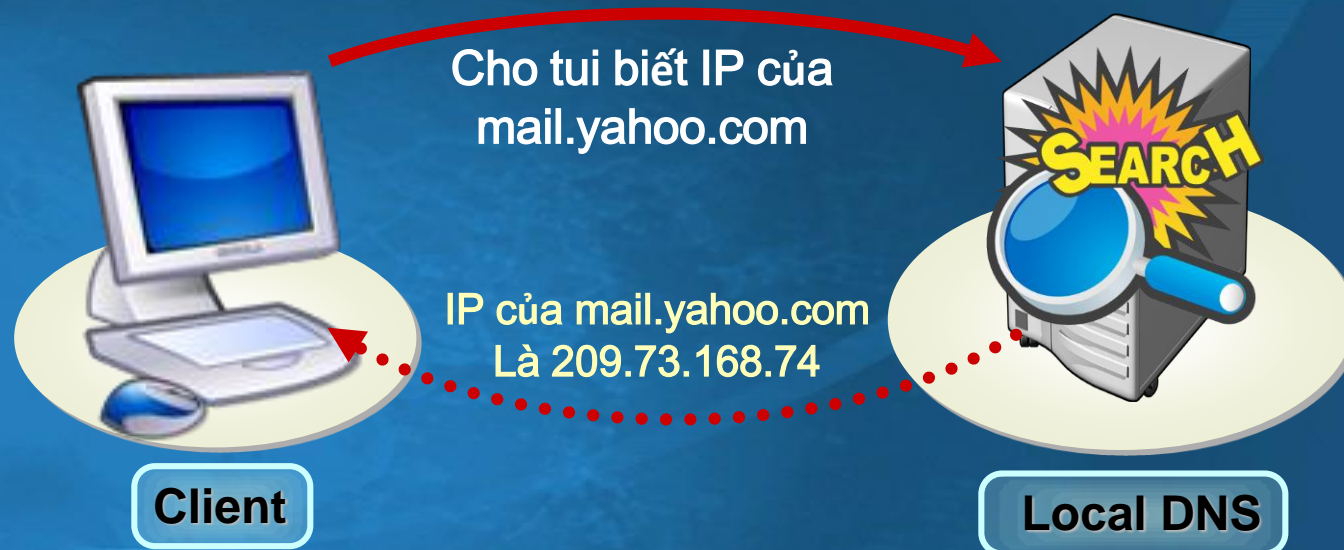 Cho tui biết IP của
mail.yahoo.com
SEARCH
IP của mail.yahoo.com
Là 209.73.168.74
Client
Local DNS